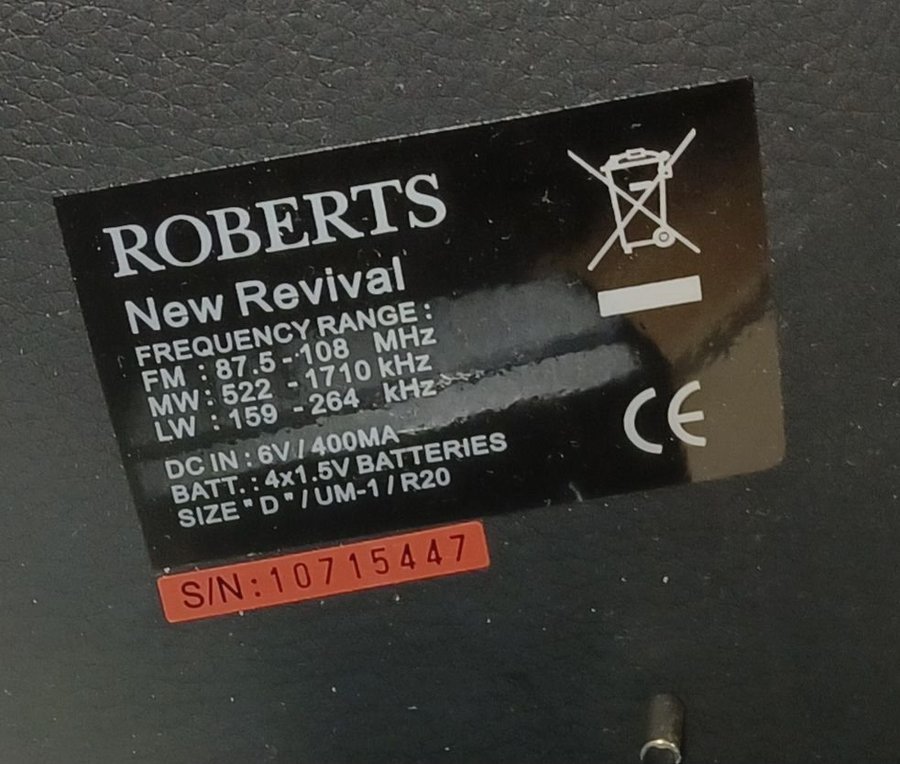 ROBERTS
New Revival
FREQUENCY RANGE :
FM : 87.5 - 108 MHz
MW : 522 - 1710 kHz
LW : 159 - 264 kHz
DC IN : 6V / 400MA
BATT. : 4x1.5V BATTERIES
SIZE " D " / UM-1 / R20
CE
S/N: 10715447